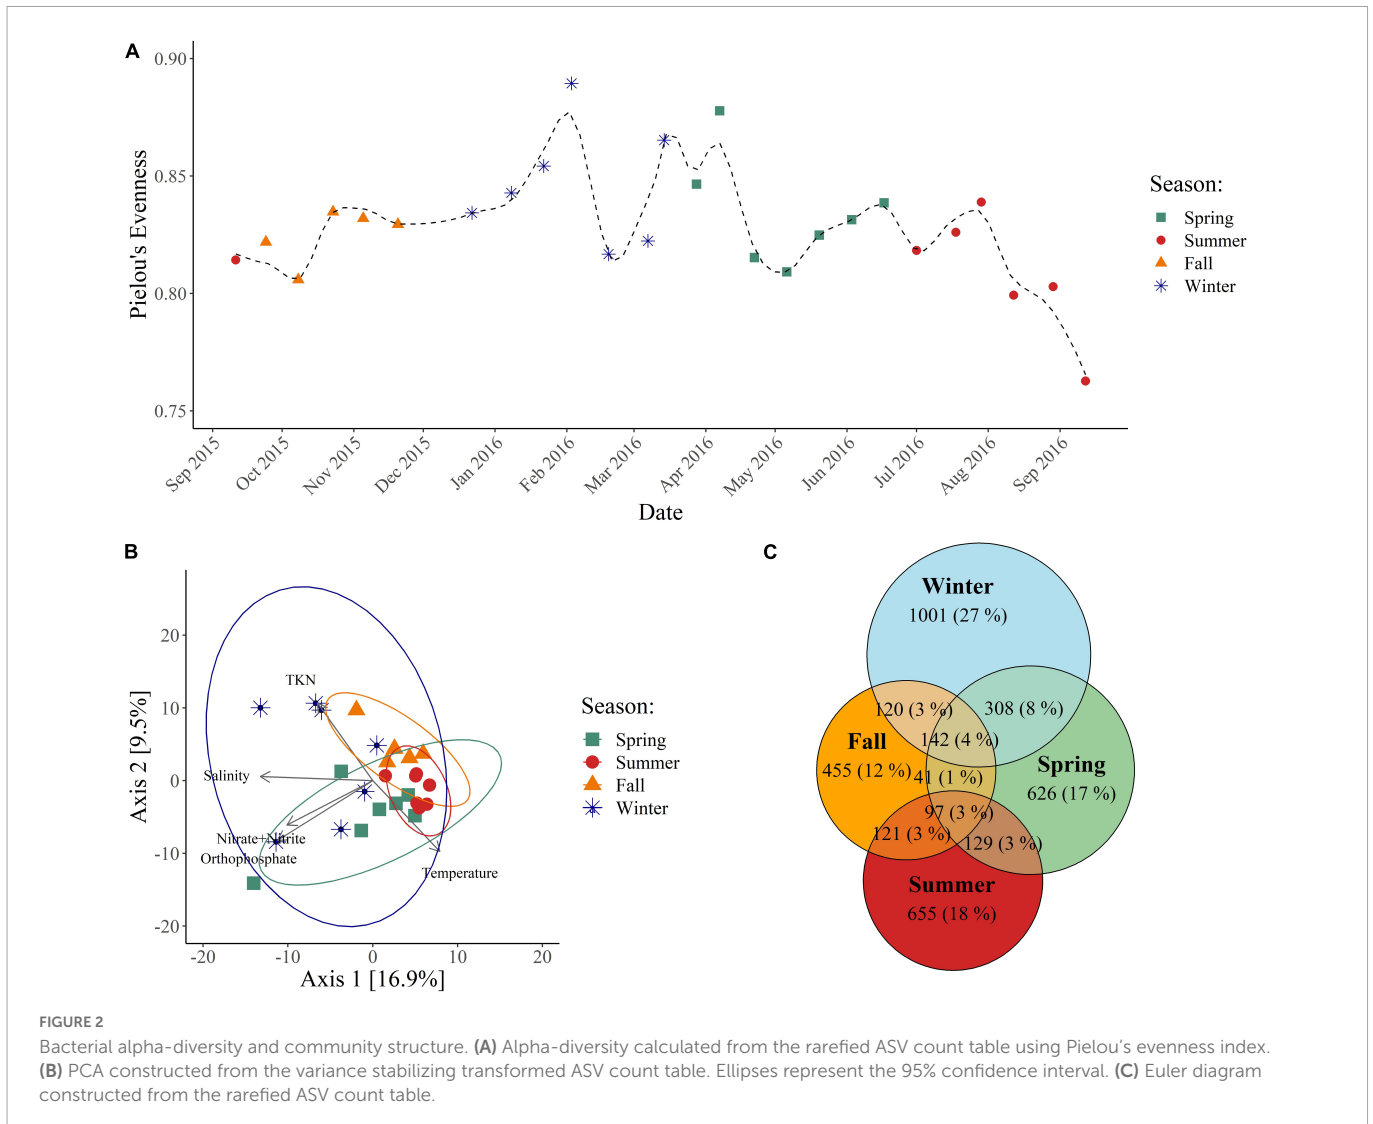 A
0.90
0.85
0.80
0.75
Pielou's Evenness
Sep 2015
Oct 2015
Nov 2015
Dec 2015
Jan 2016
Feb 2016
Mar 2016
Apr 2016
May 2016
Jun 2016
Jul 2016
Aug 2016
Sep 2016
Date
Season:
Spring
Summer
Fall
Winter
B
20
10
0
-10
-20
Axis 2 [9.5%]
TKN
Salinity
Nitrate+Nitrite
Orthophosphate
Temperature
-20
-10
0
10
20
Axis 1 [16.9%]
Season:
Spring
Summer
Fall
Winter
C
Winter
1001 (27 %)
120 (3 %)
308 (8 %)
142 (4 %)
Fall
455 (12 %)
41 (1 %)
Spring
626 (17 %)
97 (3 %)
121 (3 %)
129 (3 %)
Summer
655 (18 %)
FIGURE 2
Bacterial alpha-diversity and community structure. (A) Alpha-diversity calculated from the rarefied ASV count table using Pielou's evenness index.
(B) PCA constructed from the variance stabilizing transformed ASV count table. Ellipses represent the 95% confidence interval. (C) Euler diagram
constructed from the rarefied ASV count table.